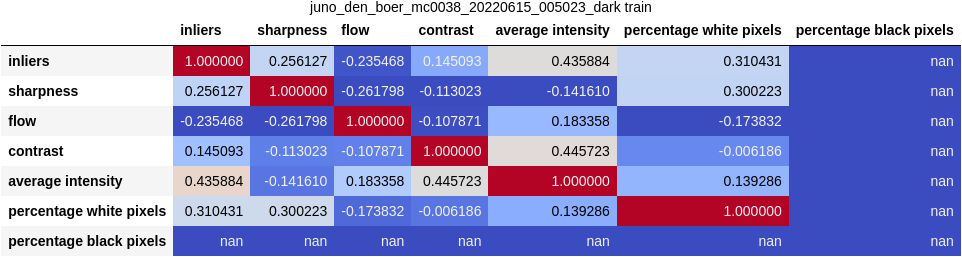 juno_den_boer_mc0038_20220615_005023_dark train
inliers sharpness flow contrast average intensity percentage white pixels percentage black pixels
inliers 1.000000 0.256127 -0.235468 0.145093 0.435884 0.310431 nan
sharpness 0.256127 1.000000 -0.261798 -0.113023 -0.141610 0.300223 nan
flow -0.235468 -0.261798 1.000000 -0.107871 0.183358 -0.173832 nan
contrast 0.145093 -0.113023 -0.107871 1.000000 0.445723 -0.006186 nan
average intensity 0.435884 -0.141610 0.183358 0.445723 1.000000 0.139286 nan
percentage white pixels 0.310431 0.300223 -0.173832 -0.006186 0.139286 1.000000 nan
percentage black pixels nan nan nan nan nan nan nan